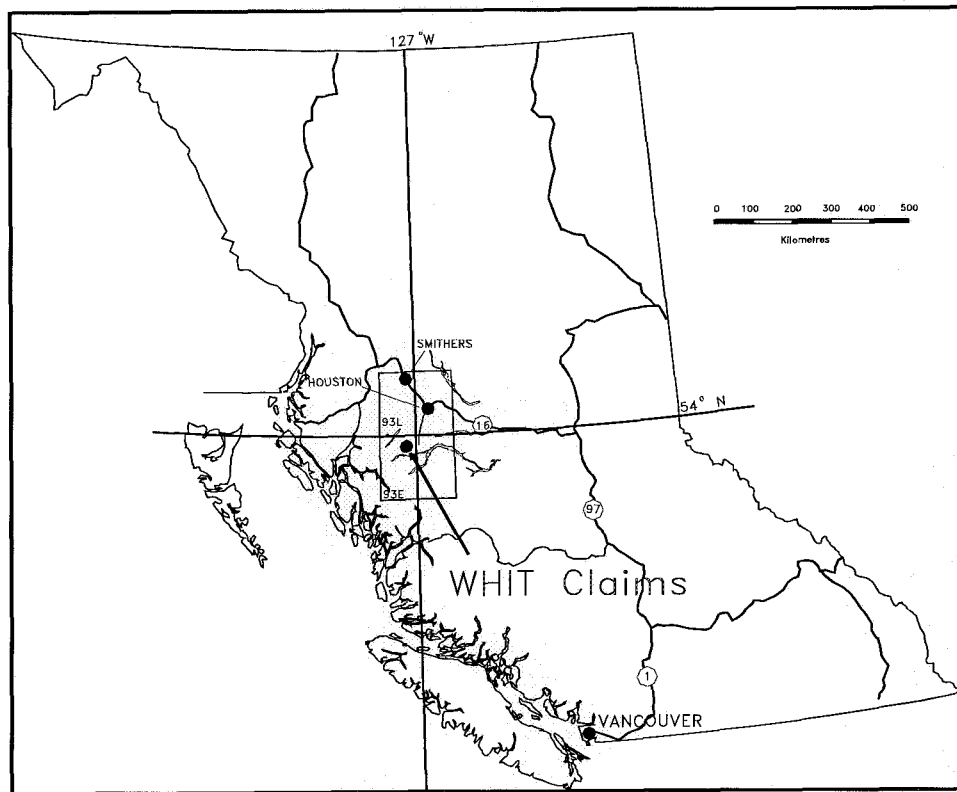 127°W
0 100 200 300 400 500
Kilometres
SMITHERS
HOUSTON
54° N
93L
16
93E
97
WHIT Claims
1
VANCOUVER